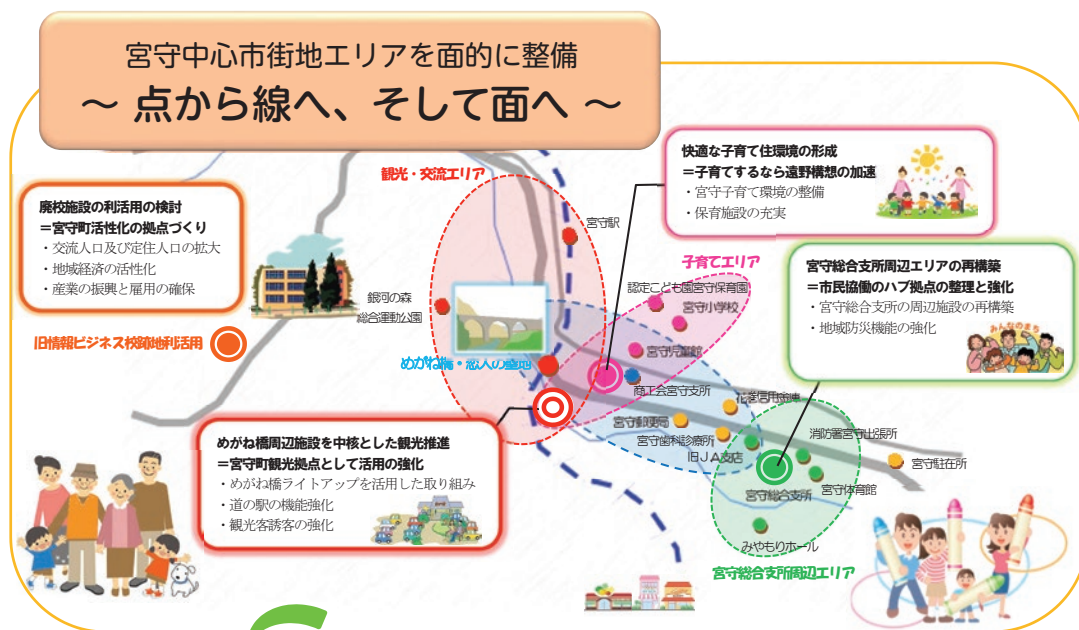 宮守中心市街地エリアを面的に整備
～ 点から線へ、そして面へ ～
快適な子育て住環境の形成
＝子育てするなら遠野構想の加速
・宮守子育て環境の整備
・保育施設の充実
観光・交流エリア
廃校施設の利活用の検討
＝宮守町活性化の拠点づくり
・交流人口及び定住人口の拡大
・地域経済の活性化
・産業の振興と雇用の確保
旧情報ビジネス校跡地利活用
宮守駅
子育てエリア
認定こども園宮守保育園
宮守小学校
宮守児童館
銀河の森
総合運動公園
めがね橋・恋人の聖地
商工会宮守支所
宮守総合支所周辺エリアの再構築
＝市民協働のハブ拠点の整理と強化
・宮守総合支所の周辺施設の再構築
・地域防災機能の強化
みんなのまち
花巻信用金庫
宮守郵便局
宮守歯科診療所
旧ＪＡ支店
消防署宮守出張所
宮守駐在所
宮守総合支所
宮守体育館
みやもりホール
宮守総合支所周辺エリア
めがね橋周辺施設を中核とした観光推進
＝宮守町観光拠点として活用の強化
・めがね橋ライトアップを活用した取り組み
・道の駅の機能強化
・観光客誘客の強化